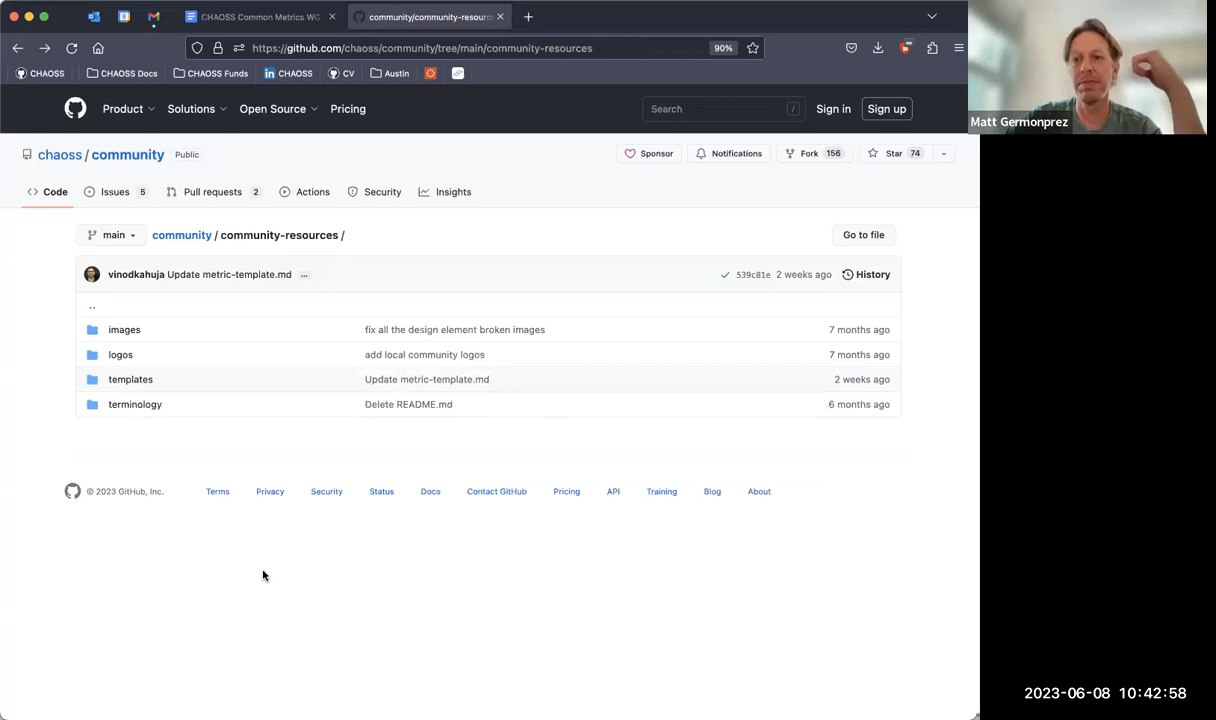 CHAOSS Common Metrics WG
community/community-resourc
https://github.com/chaoss/community/tree/main/community-resources
90%
CHAOSS
CHAOSS Docs
CHAOSS Funds
CHAOSS
CV
Austin
Product
Solutions
Open Source
Pricing
Search
/
Sign in
Sign up
Matt Germonprez
chaoss / community
Public
Sponsor
Notifications
Fork 156
Star 74
Code
Issues 5
Pull requests 2
Actions
Security
Insights
main
community / community-resources /
Go to file
vinodkahuja Update metric-template.md ...
539c81e 2 weeks ago
History
..
images fix all the design element broken images 7 months ago
logos add local community logos 7 months ago
templates Update metric-template.md 2 weeks ago
terminology Delete README.md 6 months ago
© 2023 GitHub, Inc.
Terms
Privacy
Security
Status
Docs
Contact GitHub
Pricing
API
Training
Blog
About
2023-06-08 10:42:58